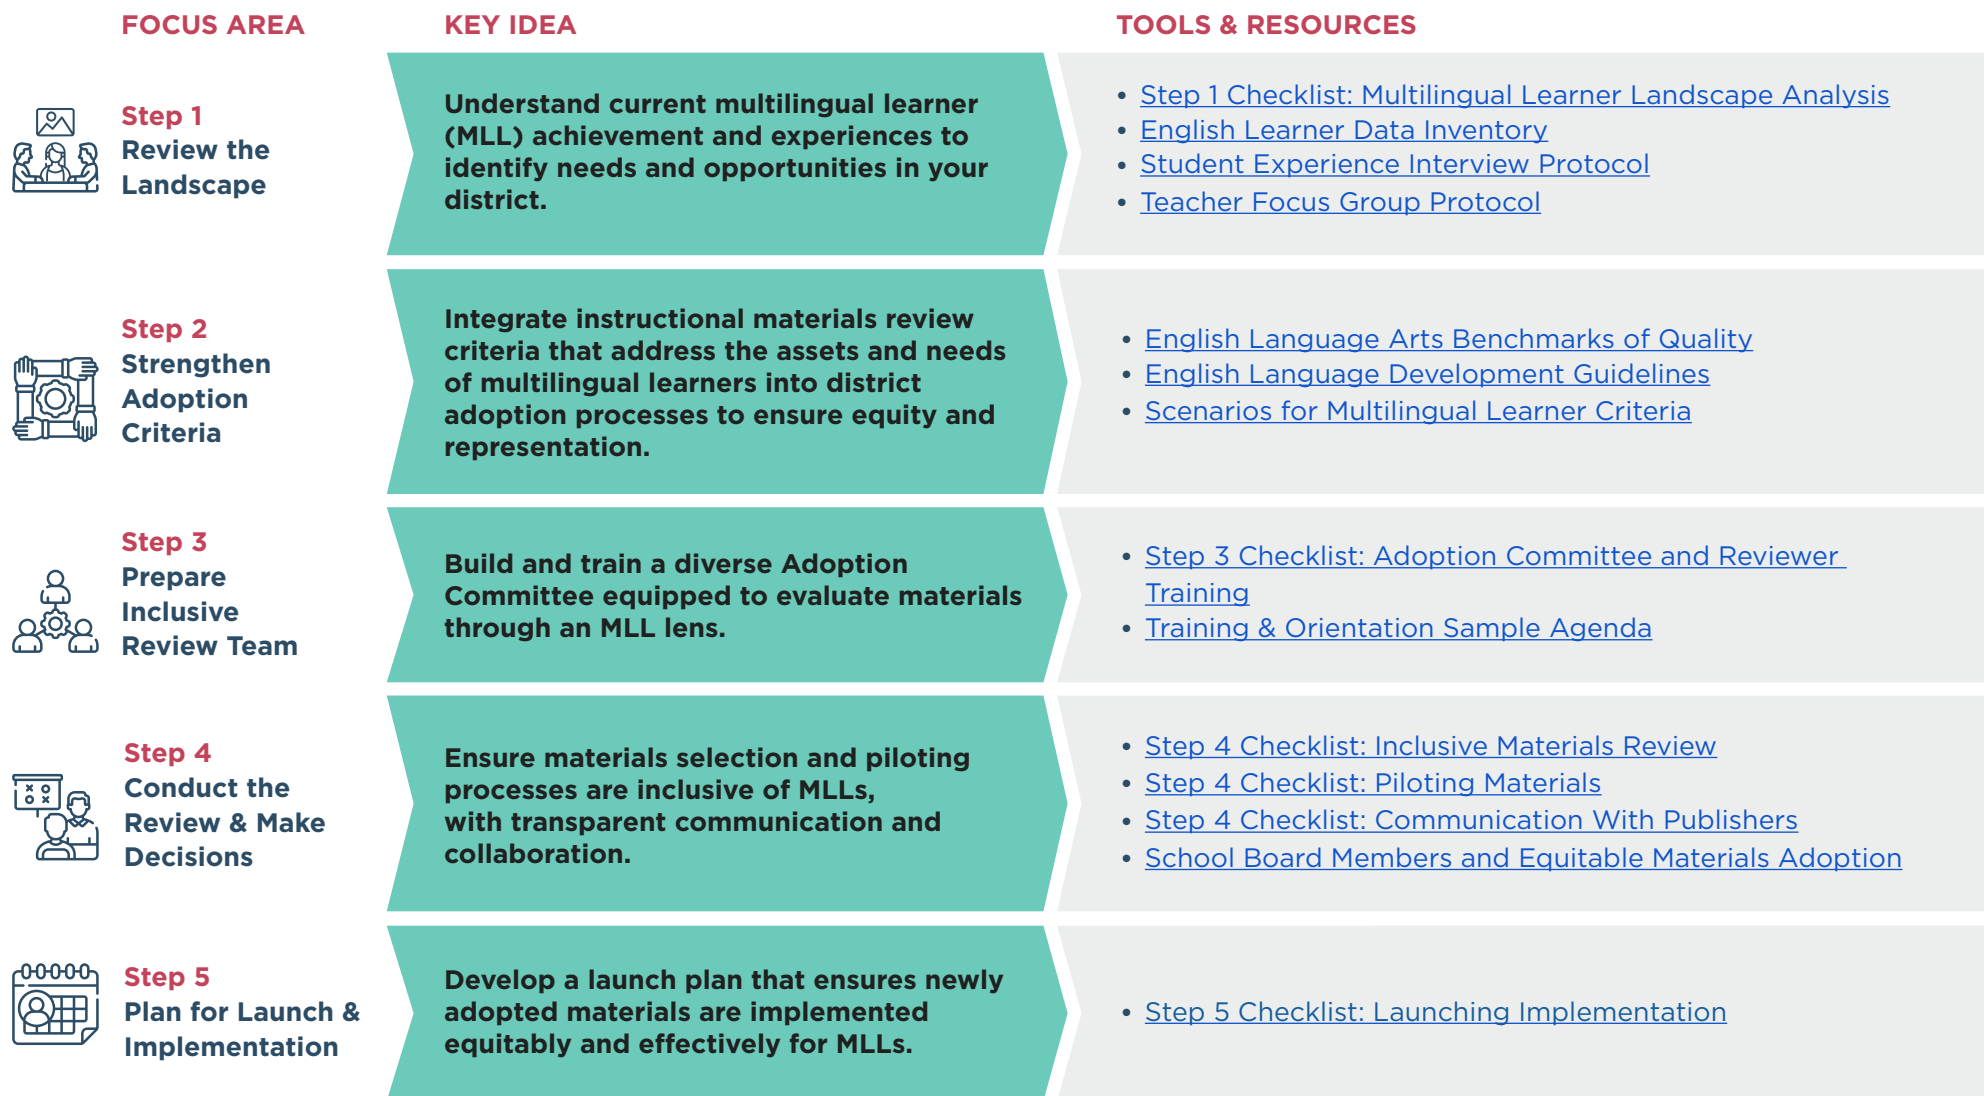 FOCUS AREA
KEY IDEA
TOOLS & RESOURCES
Step 1
Review the
Landscape
Understand current multilingual learner
(MLL) achievement and experiences to
identify needs and opportunities in your
district.
• Step 1 Checklist: Multilingual Learner Landscape Analysis
• English Learner Data Inventory
• Student Experience Interview Protocol
• Teacher Focus Group Protocol
Step 2
Strengthen
Adoption
Criteria
Integrate instructional materials review
criteria that address the assets and needs
of multilingual learners into district
adoption processes to ensure equity and
representation.
• English Language Arts Benchmarks of Quality
• English Language Development Guidelines
• Scenarios for Multilingual Learner Criteria
Step 3
Prepare
Inclusive
Review Team
Build and train a diverse Adoption
Committee equipped to evaluate materials
through an MLL lens.
• Step 3 Checklist: Adoption Committee and Reviewer
Training
• Training & Orientation Sample Agenda
Step 4
Conduct the
Review & Make
Decisions
Ensure materials selection and piloting
processes are inclusive of MLLs,
with transparent communication and
collaboration.
• Step 4 Checklist: Inclusive Materials Review
• Step 4 Checklist: Piloting Materials
• Step 4 Checklist: Communication With Publishers
• School Board Members and Equitable Materials Adoption
Step 5
Plan for Launch &
Implementation
Develop a launch plan that ensures newly
adopted materials are implemented
equitably and effectively for MLLs.
• Step 5 Checklist: Launching Implementation